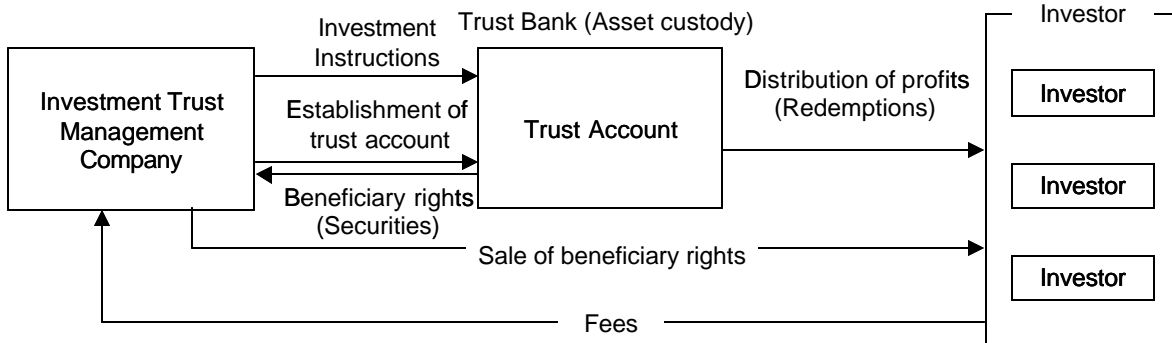 Investment Trust
Management
Company
Investment
Instructions
Establishment of
trust account
Beneficiary rights
(Securities)
Trust Bank (Asset custody)
Trust Account
Distribution of profits
(Redemptions)
Sale of beneficiary rights
Fees
Investor
Investor
Investor
Investor